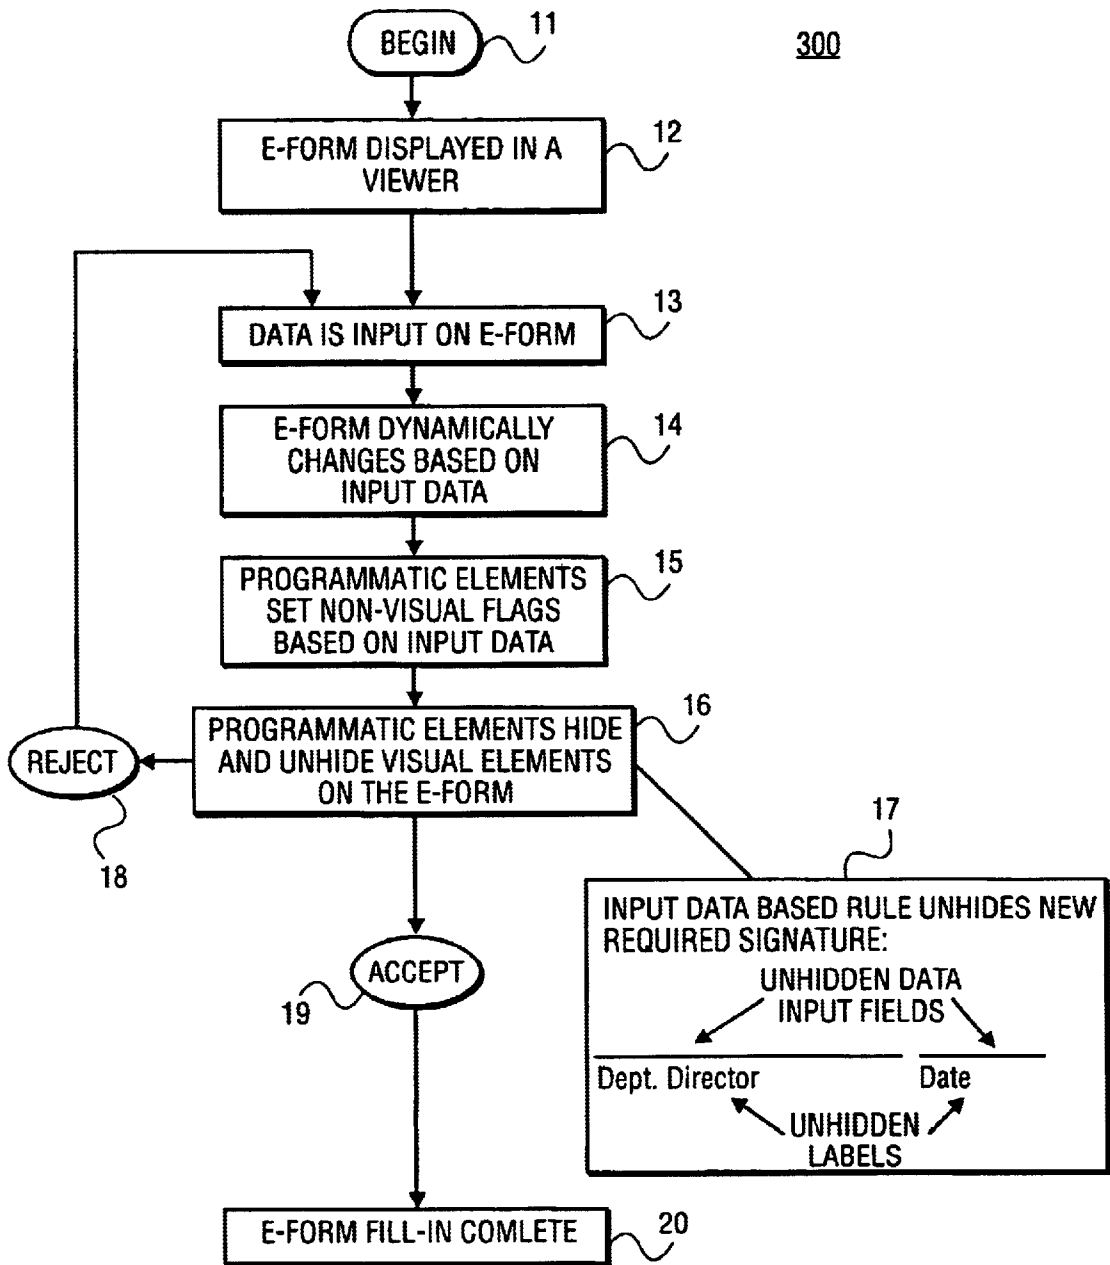 BEGIN
11
300
E-FORM DISPLAYED IN A
VIEWER
12
DATA IS INPUT ON E-FORM
13
E-FORM DYNAMICALLY
CHANGES BASED ON
INPUT DATA
14
PROGRAMMATIC ELEMENTS
SET NON-VISUAL FLAGS
BASED ON INPUT DATA
15
PROGRAMMATIC ELEMENTS HIDE
AND UNHIDE VISUAL ELEMENTS
ON THE E-FORM
16
REJECT
18
17
INPUT DATA BASED RULE UNHIDES NEW
REQUIRED SIGNATURE:
UNHIDDEN DATA
INPUT FIELDS
Dept. Director
Date
UNHIDDEN
LABELS
ACCEPT
19
E-FORM FILL-IN COMLETE
20